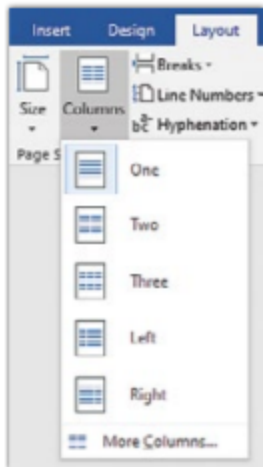 Insert Design Layout
Breaks
Size Columns Line Numbers
Hyphenation
Page S
One
Two
Three
Left
Right
More Columns...